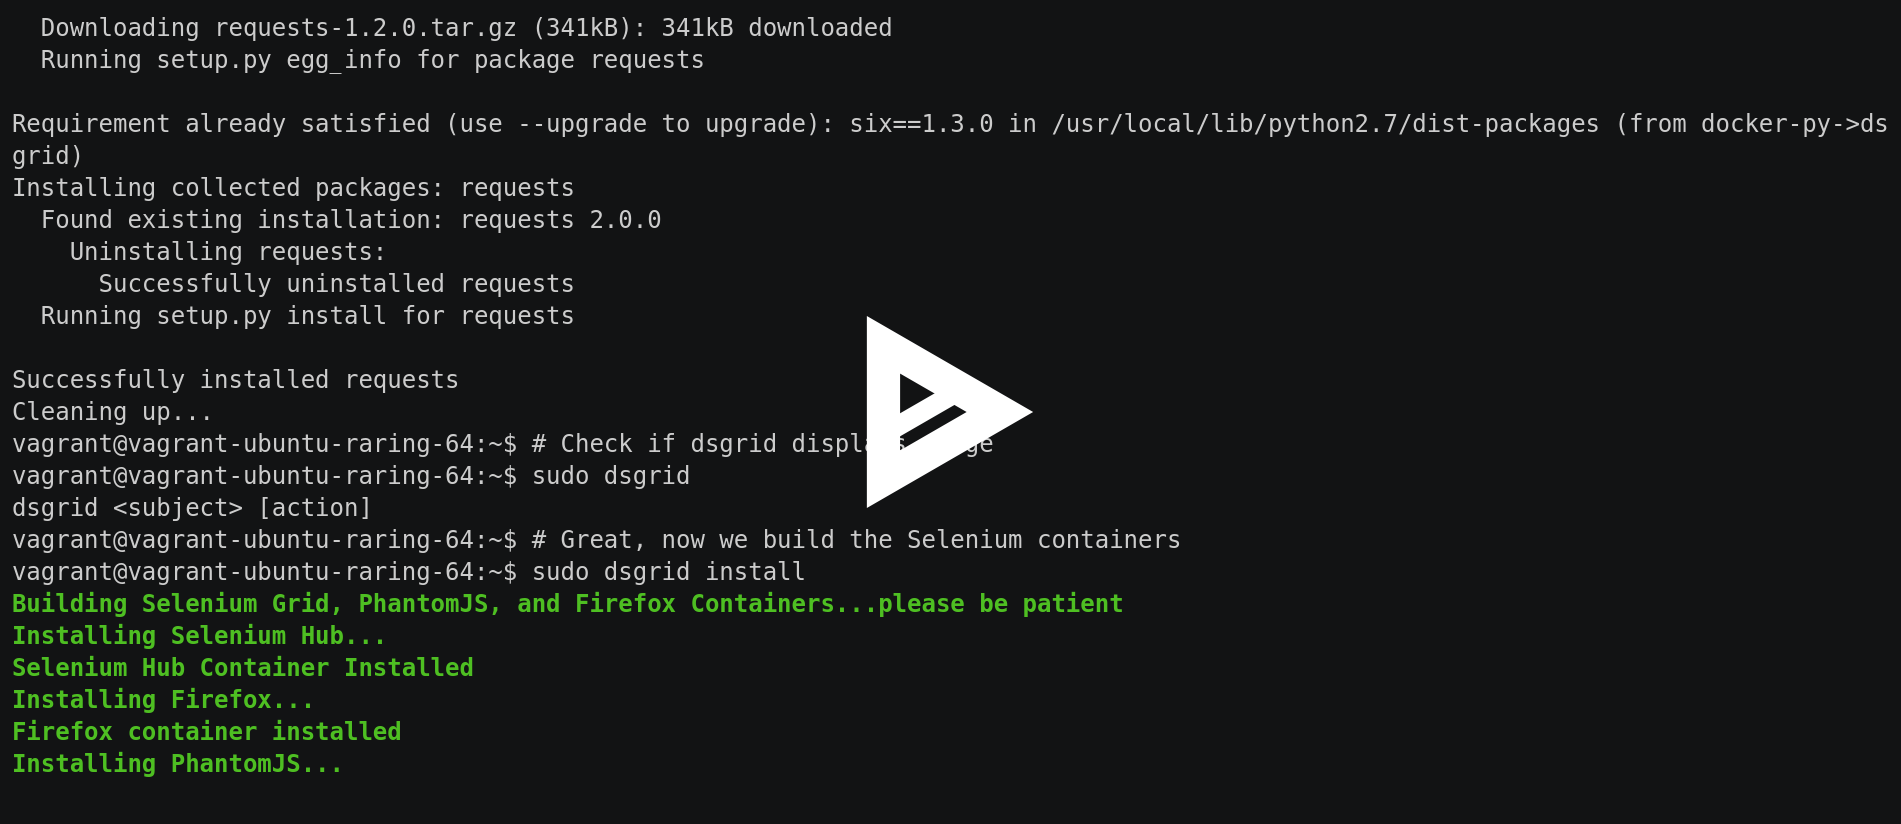 Downloading requests-1.2.0.tar.gz (341kB): 341kB downloaded
Running setup.py egg_info for package requests
Requirement already satisfied (use --upgrade to upgrade): six==1.3.0 in /usr/local/lib/python2.7/dist-packages (from docker-py->ds
grid)
Installing collected packages: requests
Found existing installation: requests 2.0.0
Uninstalling requests:
Successfully uninstalled requests
Running setup.py install for requests
Successfully installed requests
Cleaning up...
vagrant@vagrant-ubuntu-raring-64:~$ # Check if dsgrid
vagrant@vagrant-ubuntu-raring-64:~$ sudo dsgrid
dsgrid <subject> [action]
vagrant@vagrant-ubuntu-raring-64:~$ # Great, now we build the Selenium containers
vagrant@vagrant-ubuntu-raring-64:~$ sudo dsgrid install
Building Selenium Grid, PhantomJS, and Firefox Containers...please be patient
Installing Selenium Hub...
Selenium Hub Container Installed
Installing Firefox...
Firefox container installed
Installing PhantomJS...